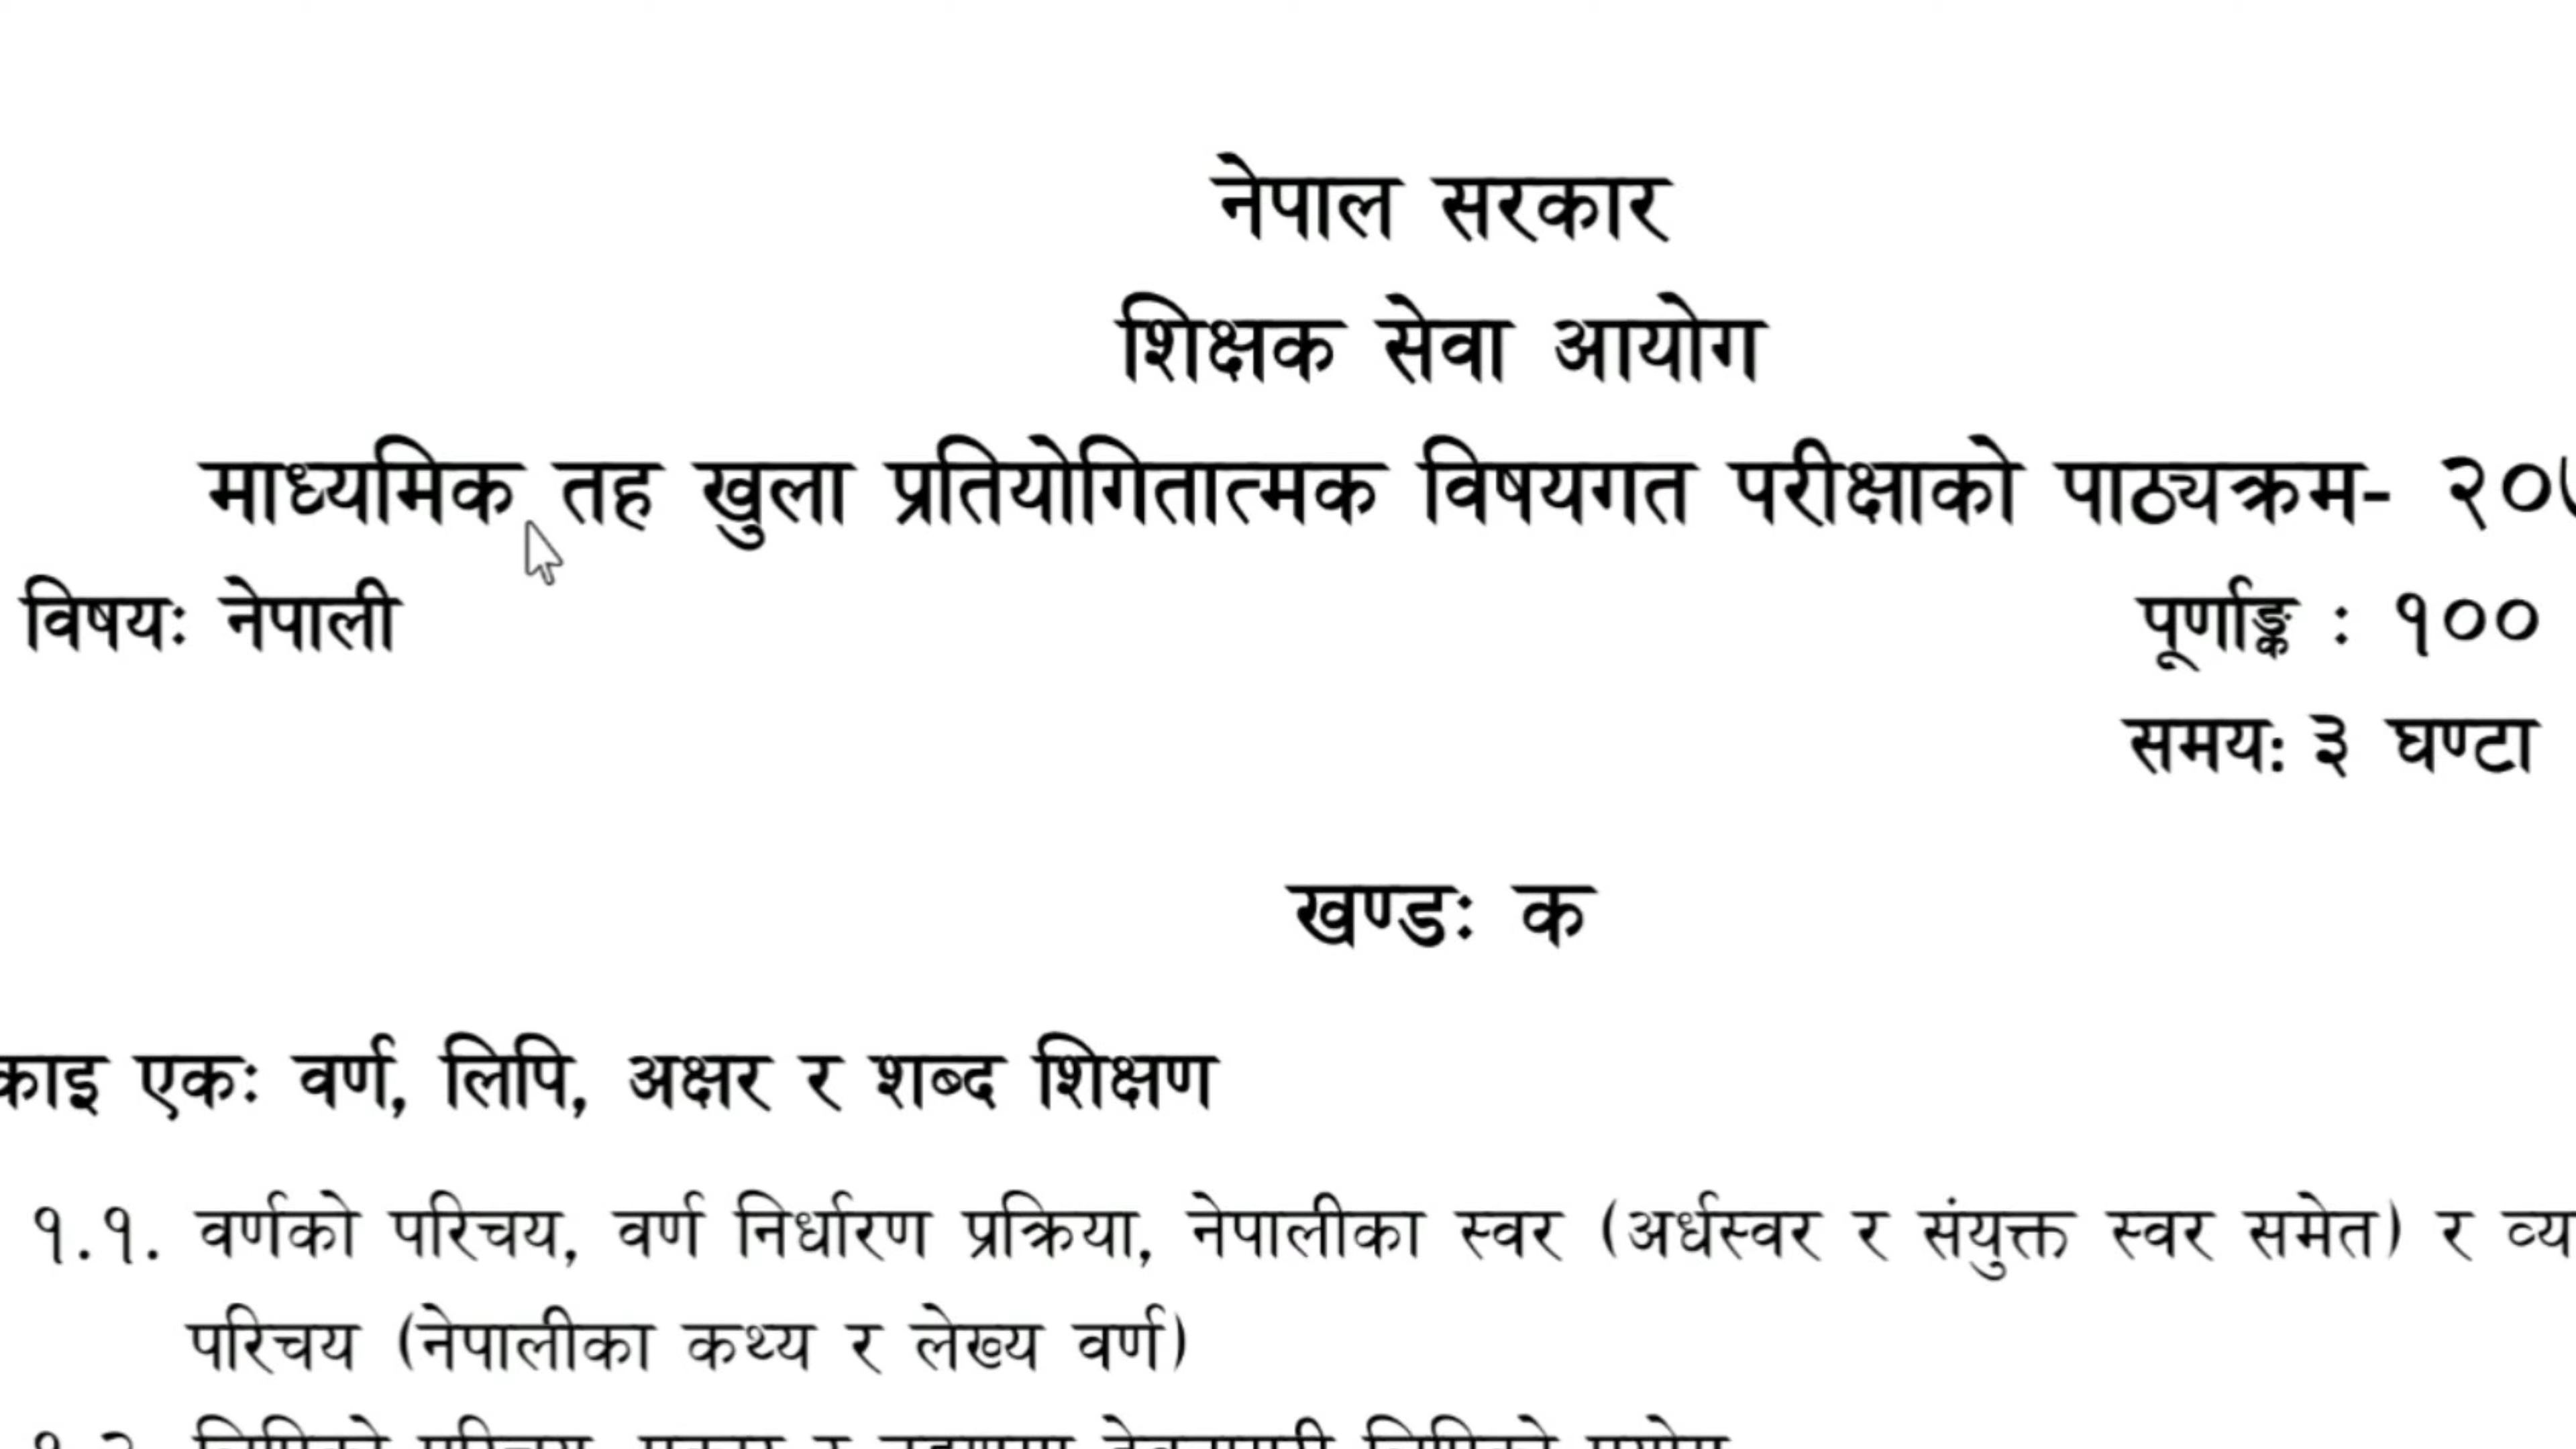 नेपाल सरकार
शिक्षक सेवा आयोग
माध्यमिक तह खुला प्रतियोगितात्मक विषयगत परीक्षाको पाठ्यक्रम-
विषयः नेपाली पूर्णाङ्क : १००
समय: ३ घण्टा
खण्डः क
एकः वर्ण, लिपि, अक्षर र शब्द शिक्षण
१.१. वर्णको परिचय, वर्ण निर्धारण प्रक्रिया, नेपालीका स्वर (अर्धस्वर र संयुक्त स्वर समेत) र
परिचय (नेपालीका कथ्य र लेख्य वर्ण)